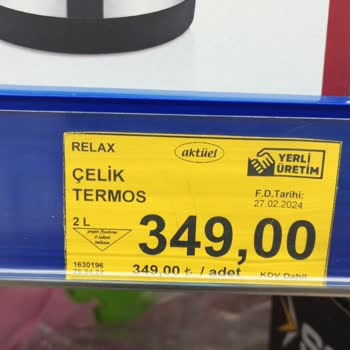 RELAX
aktüel
YERLİ
ÜRETİM
ÇELİK
TERMOS
F.D.Tarihi:
27.02.2024
2 L
349,00
1630196
349.00 ₺ / adet
KDV Dahil